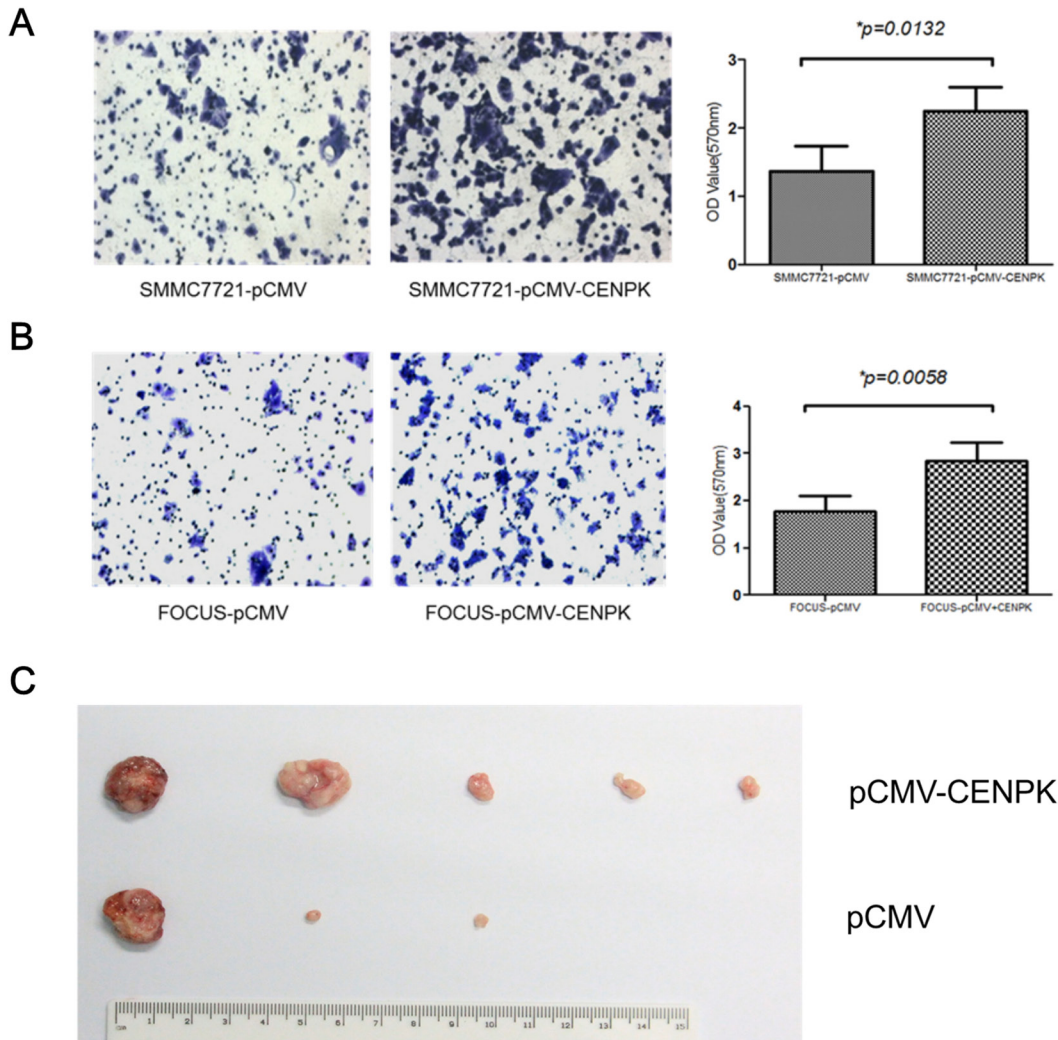 A
*p=0.0132
3
2
1
0
OD Value(570nm)
SMMC7721-pCMV
SMMC7721-pCMV-CENPK
SMMC7721-pCMV
SMMC7721-pCMV-CENPK
B
*p=0.0058
4
3
2
1
0
OD Value(570nm)
FOCUS-pCMV
FOCUS-pCMV+CENPK
FOCUS-pCMV
FOCUS-pCMV-CENPK
C
pCMV-CENPK
pCMV
1 2 3 4 5 6 7 8 9 10 11 12 13 14 15